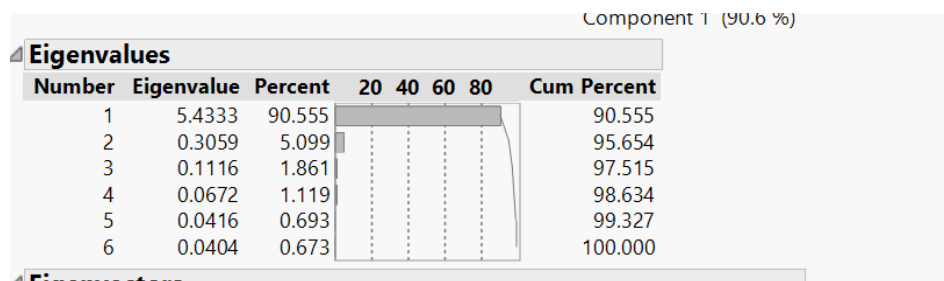 Component 1 (90.6 %)
Eigenvalues
Number Eigenvalue Percent 20 40 60 80 Cum Percent
1 5.4333 90.555 90.555
2 0.3059 5.099 95.654
3 0.1116 1.861 97.515
4 0.0672 1.119 98.634
5 0.0416 0.693 99.327
6 0.0404 0.673 100.000